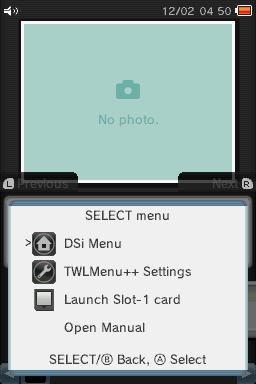 12/02 04 50
No photo.
L Previous
Next R
SELECT menu
> DSi Menu
TWLMenu++ Settings
Launch Slot-1 card
Open Manual
SELECT/Ⓑ Back, Ⓐ Select